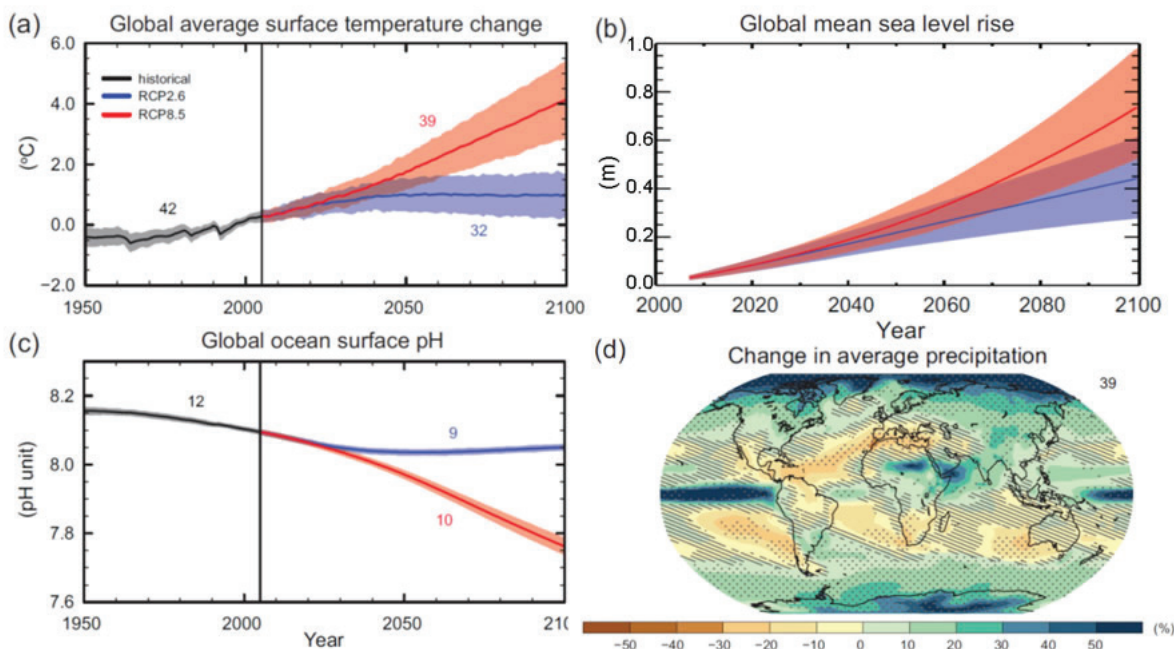 (a) Global average surface temperature change
6.0
4.0
2.0
0.0
−2.0
(°C)
historical
RCP2.6
RCP8.5
39
42
32
1950 2000 2050 2100
(b) Global mean sea level rise
1.0
0.8
0.6
0.4
0.2
0.0
(m)
2000 2020 2040 2060 2080 2100
Year
(c) Global ocean surface pH
8.2
8.0
7.8
7.6
(pH unit)
12
9
10
1950 2000 2050 210
Year
(d) Change in average precipitation
39
−50 −40 −30 −20 −10 0 10 20 30 40 50 (%)